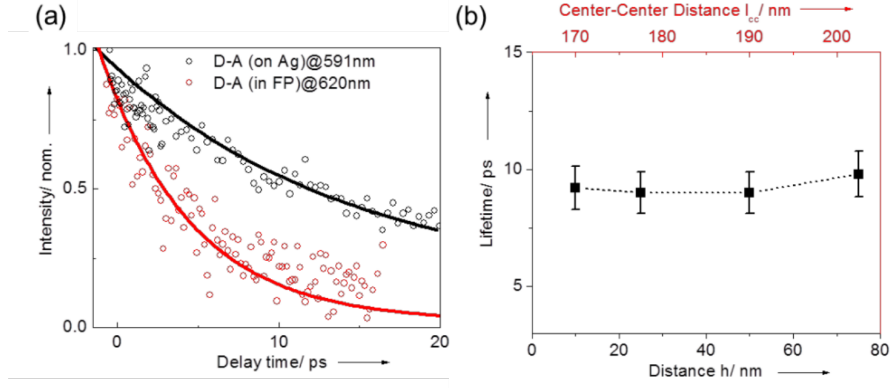 (a)
1.0
0.5
0.0
Intensity/ nom.
D-A (on Ag)@591nm
D-A (in FP)@620nm
0
10
20
Delay time/ ps
(b)
Center-Center Distance lcc/ nm
170
180
190
200
15
10
5
Lifetime/ ps
0
20
40
60
80
Distance h/ nm